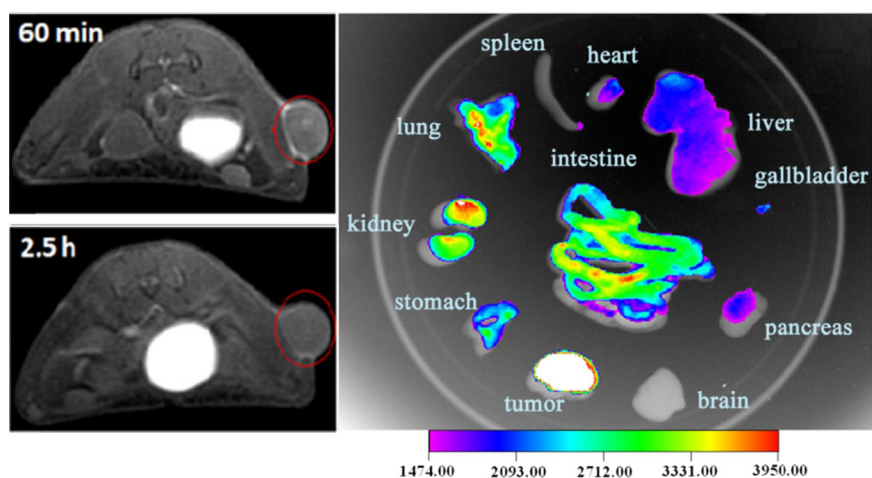 60 min
2.5 h
spleen
heart
lung
liver
intestine
gallbladder
kidney
stomach
pancreas
tumor
brain
1474.00 2093.00 2712.00 3331.00 3950.00